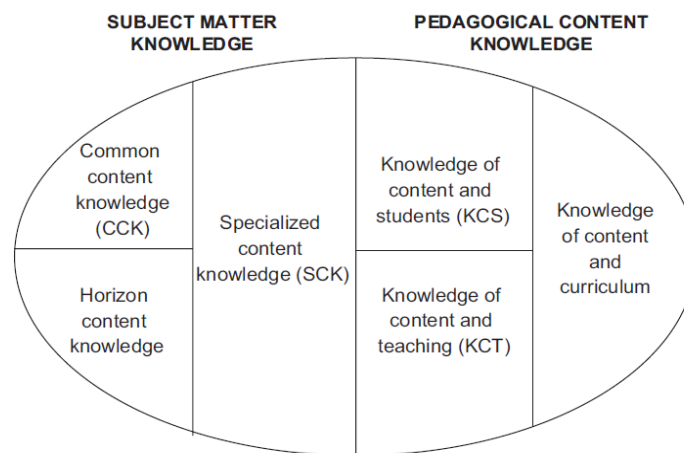 SUBJECT MATTER
KNOWLEDGE
PEDAGOGICAL CONTENT
KNOWLEDGE
Common
content
knowledge
(CCK)
Horizon
content
knowledge
Specialized
content
knowledge (SCK)
Knowledge of
content and
students (KCS)
Knowledge of
content and
teaching (KCT)
Knowledge
of content
and
curriculum